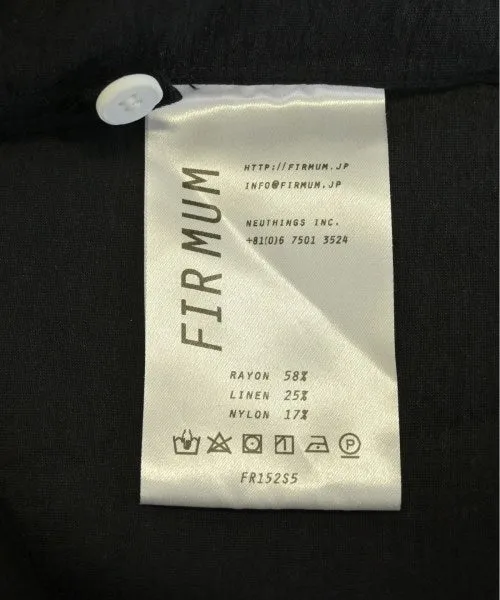 FIRMUM
HTTP://FIRMUM.JP
INFO@FIRMUM.JP
NEUTHINGS INC.
+81(0)6 7501 3524
RAYON 58%
LINEN 25%
NYLON 17%
P
FR152S5